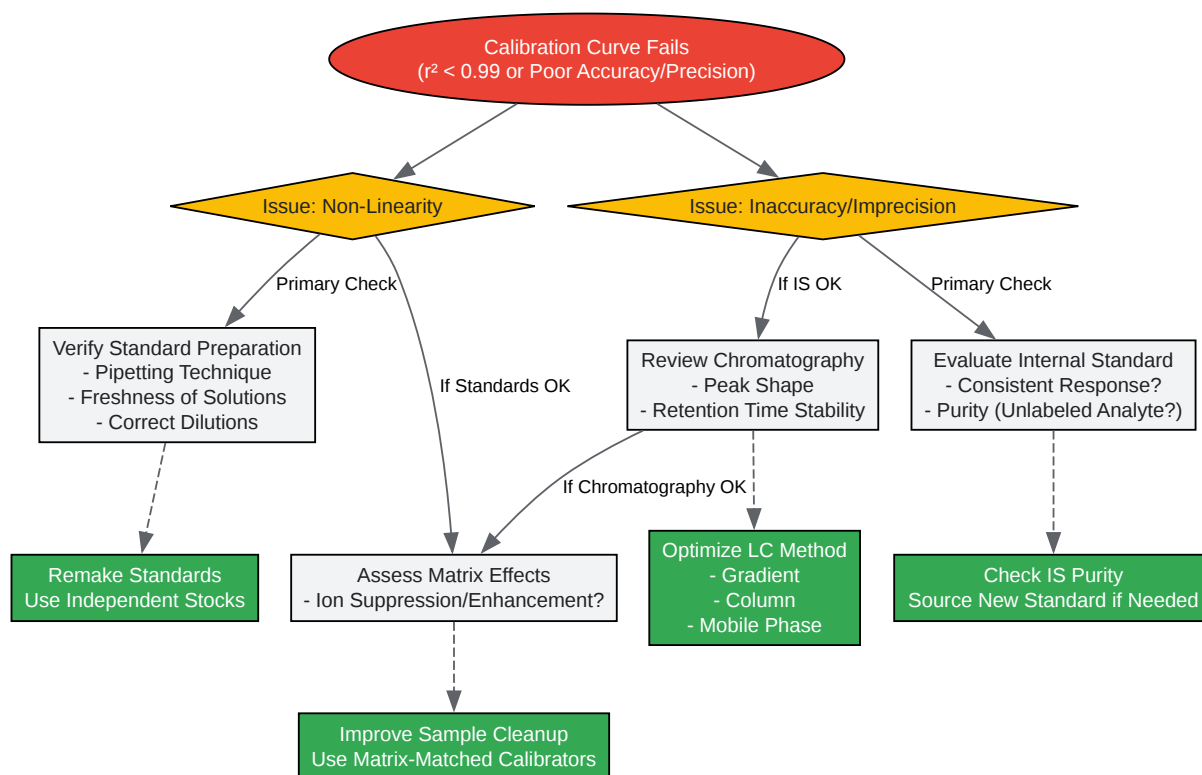 Calibration Curve Fails
(r² < 0.99 or Poor Accuracy/Precision)
Issue: Non-Linearity
Issue: Inaccuracy/Imprecision
Primary Check
If IS OK
Primary Check
Verify Standard Preparation
- Pipetting Technique
- Freshness of Solutions
- Correct Dilutions
If Standards OK
Review Chromatography
- Peak Shape
- Retention Time Stability
Evaluate Internal Standard
- Consistent Response?
- Purity (Unlabeled Analyte?)
If Chromatography OK
Remake Standards
Use Independent Stocks
Assess Matrix Effects
- Ion Suppression/Enhancement?
Optimize LC Method
- Gradient
- Column
- Mobile Phase
Check IS Purity
Source New Standard if Needed
Improve Sample Cleanup
Use Matrix-Matched Calibrators